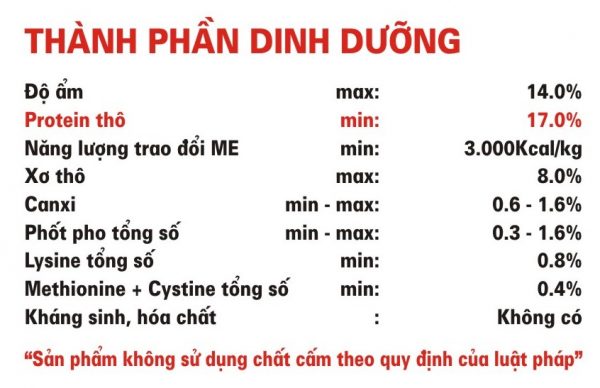 THÀNH PHẦN DINH DƯỠNG
Độ ẩm max: 14.0%
Protein thô min: 17.0%
Năng lượng trao đổi ME min: 3.000Kcal/kg
Xơ thô max: 8.0%
Canxi min - max: 0.6 - 1.6%
Phốt pho tổng số min - max: 0.3 - 1.6%
Lysine tổng số min: 0.8%
Methionine + Cystine tổng số min: 0.4%
Kháng sinh, hóa chất : Không có
“Sản phẩm không sử dụng chất cấm theo quy định của luật pháp”